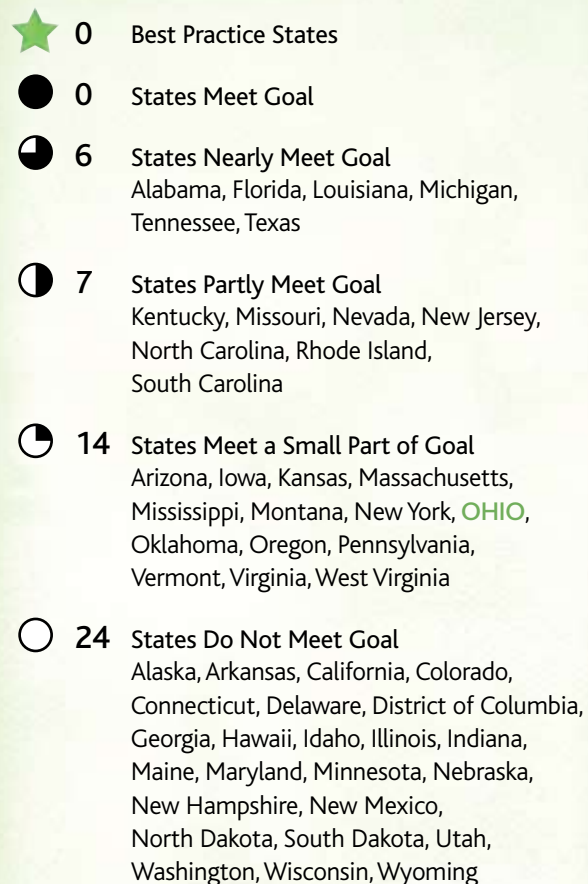 0 Best Practice States
0 States Meet Goal
6 States Nearly Meet Goal
Alabama, Florida, Louisiana, Michigan,
Tennessee, Texas
7 States Partly Meet Goal
Kentucky, Missouri, Nevada, New Jersey,
North Carolina, Rhode Island,
South Carolina
14 States Meet a Small Part of Goal
Arizona, Iowa, Kansas, Massachusetts,
Mississippi, Montana, New York, OHIO,
Oklahoma, Oregon, Pennsylvania,
Vermont, Virginia, West Virginia
24 States Do Not Meet Goal
Alaska, Arkansas, California, Colorado,
Connecticut, Delaware, District of Columbia,
Georgia, Hawaii, Idaho, Illinois, Indiana,
Maine, Maryland, Minnesota, Nebraska,
New Hampshire, New Mexico,
North Dakota, South Dakota, Utah,
Washington, Wisconsin, Wyoming